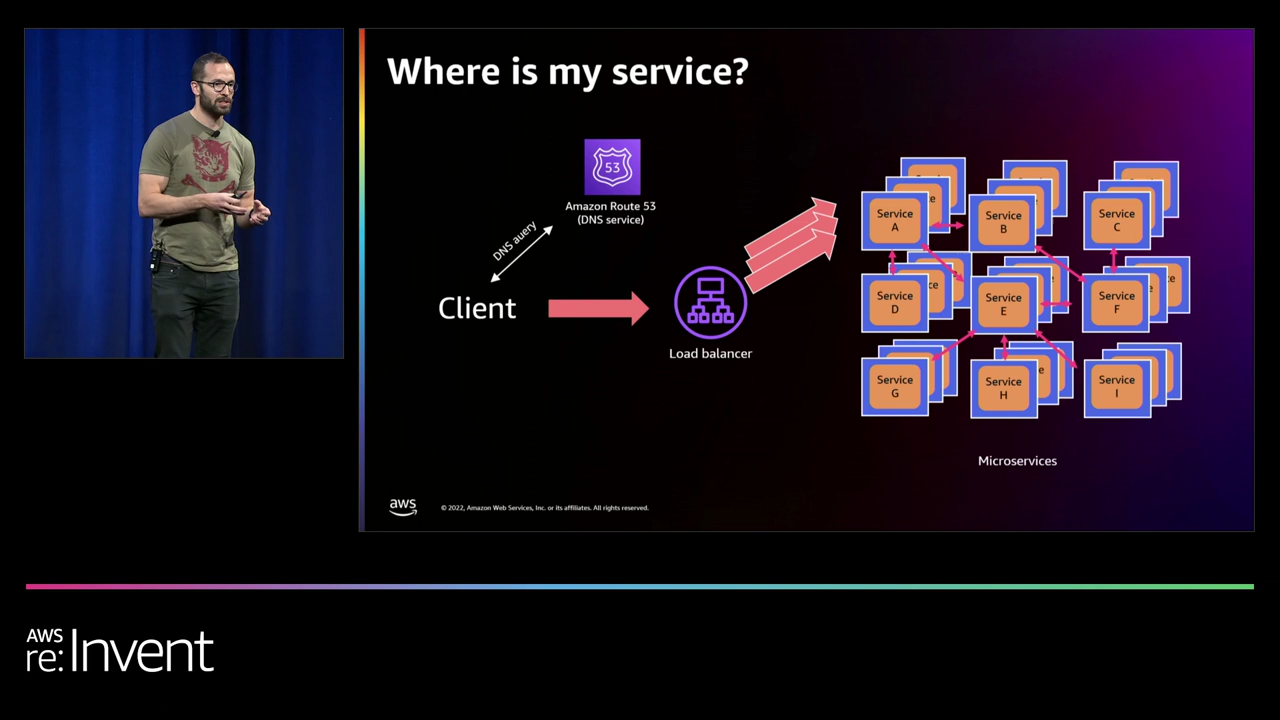 Where is my service?
53
Amazon Route 53
(DNS service)
DNS auery
Client
Load balancer
Service
A
Service
B
Service
C
Service
D
Service
E
Service
F
Service
G
Service
H
Service
I
Microservices
aws
© 2022, Amazon Web Services, Inc. or its affiliates. All rights reserved.
AWS
re:Invent